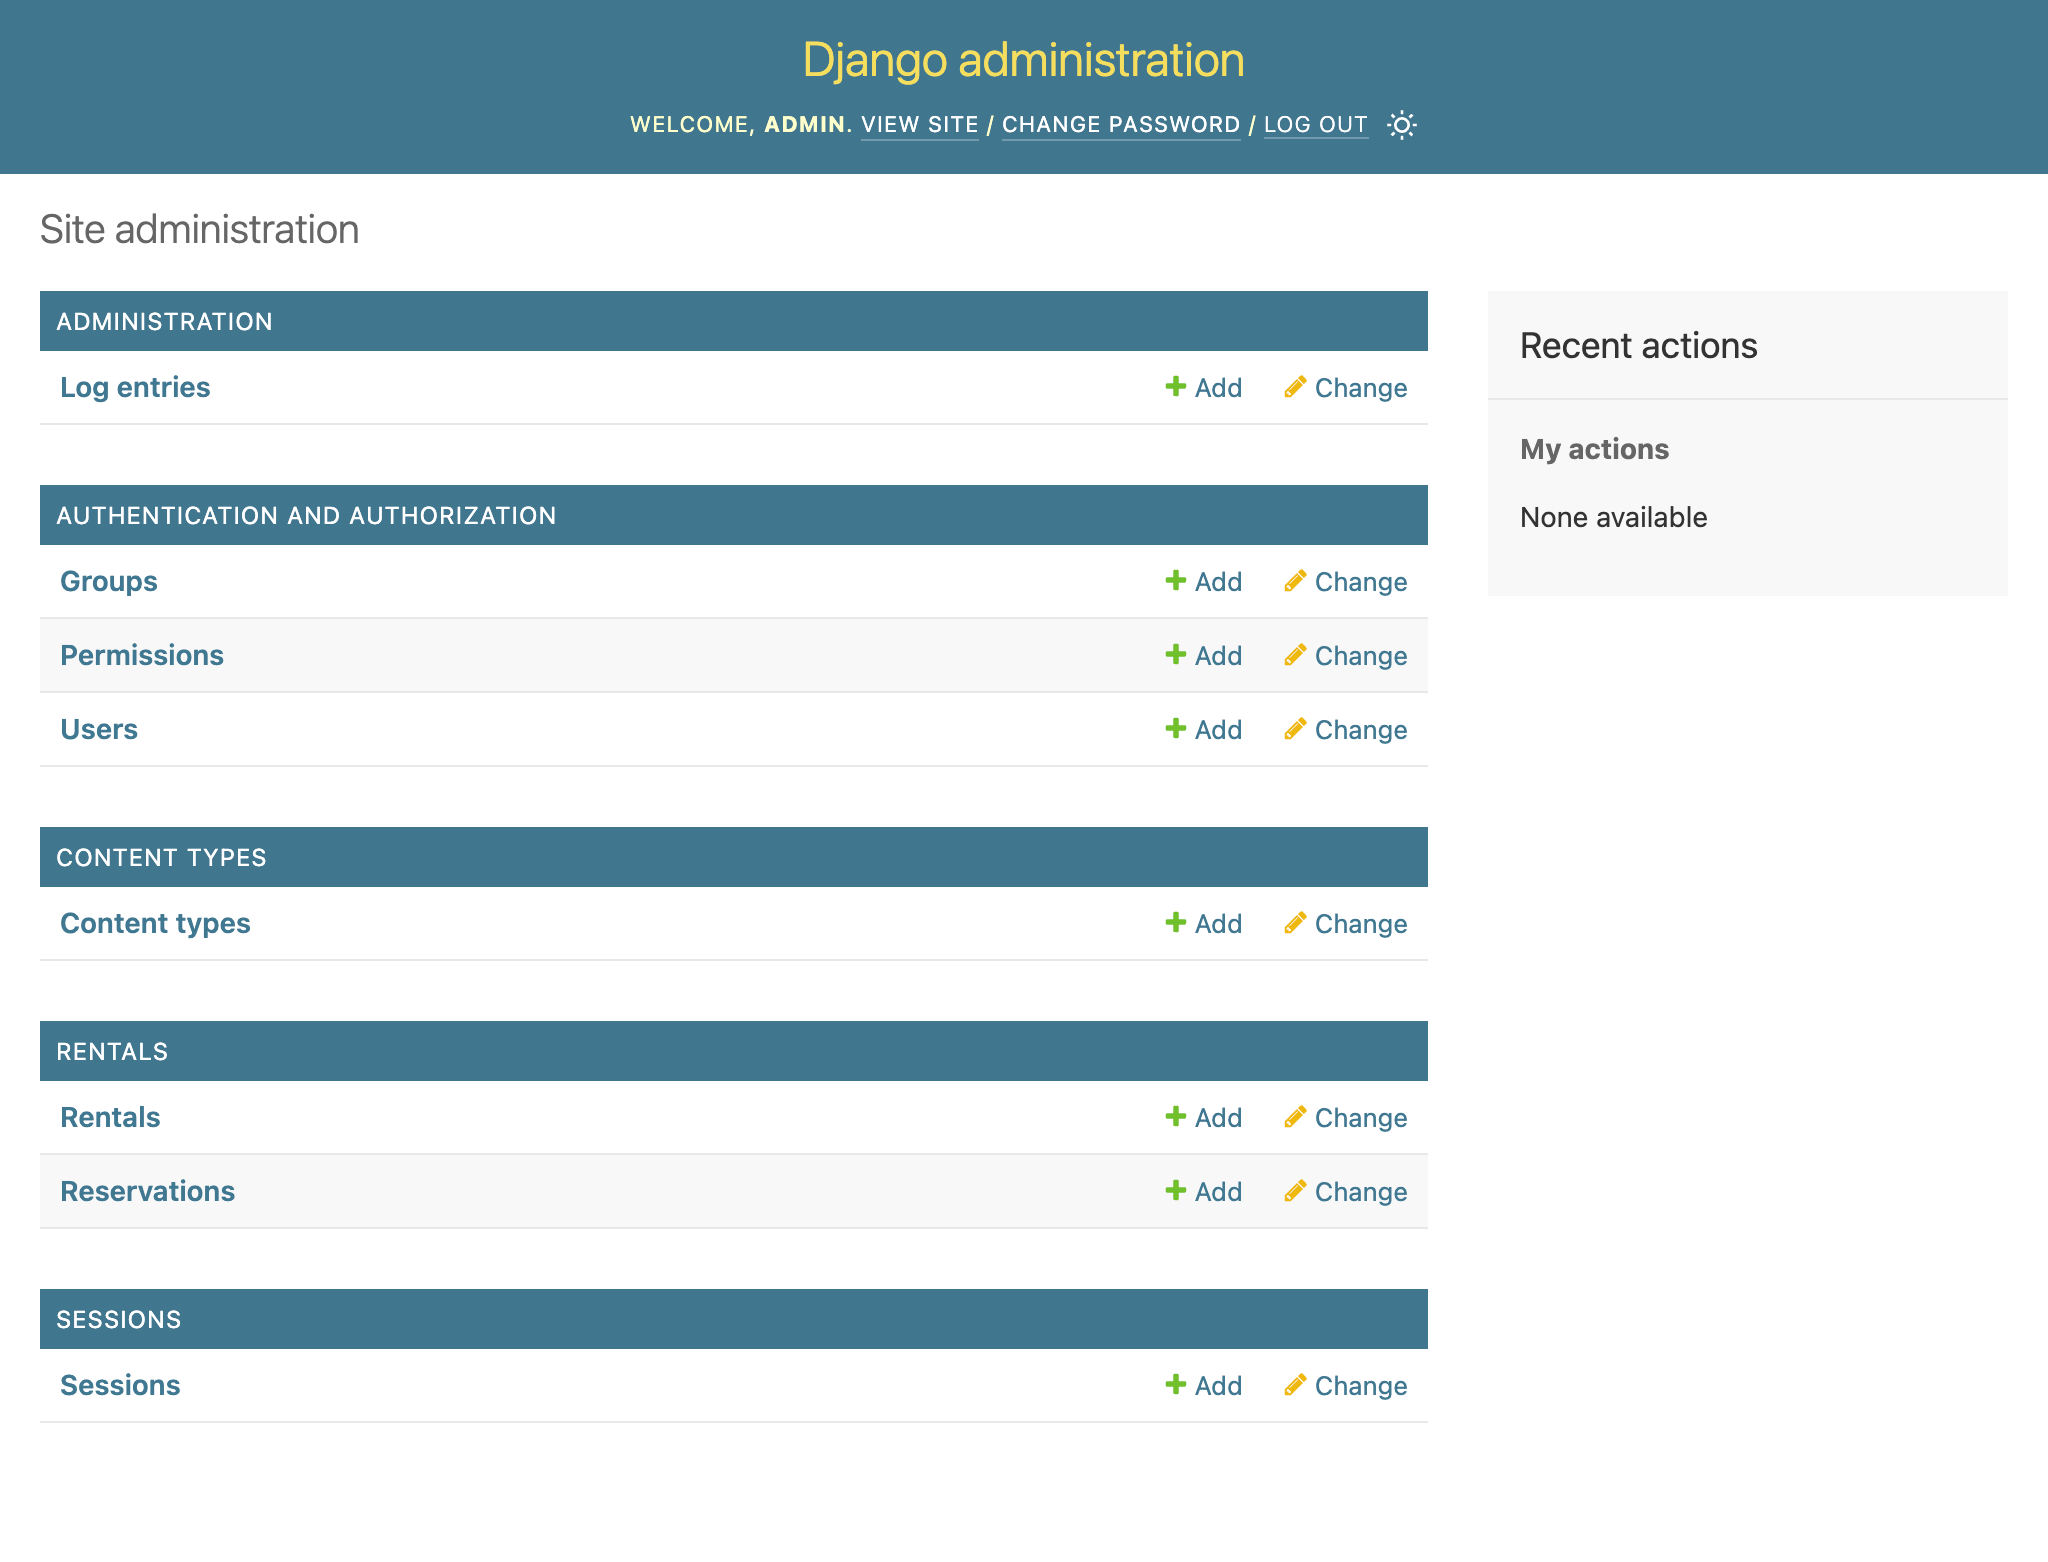 Django administration
WELCOME, ADMIN. VIEW SITE / CHANGE PASSWORD / LOG OUT
Site administration
ADMINISTRATION
Log entries Add Change
AUTHENTICATION AND AUTHORIZATION
Groups Add Change
Permissions Add Change
Users Add Change
CONTENT TYPES
Content types Add Change
RENTALS
Rentals Add Change
Reservations Add Change
SESSIONS
Sessions Add Change
Recent actions
My actions
None available